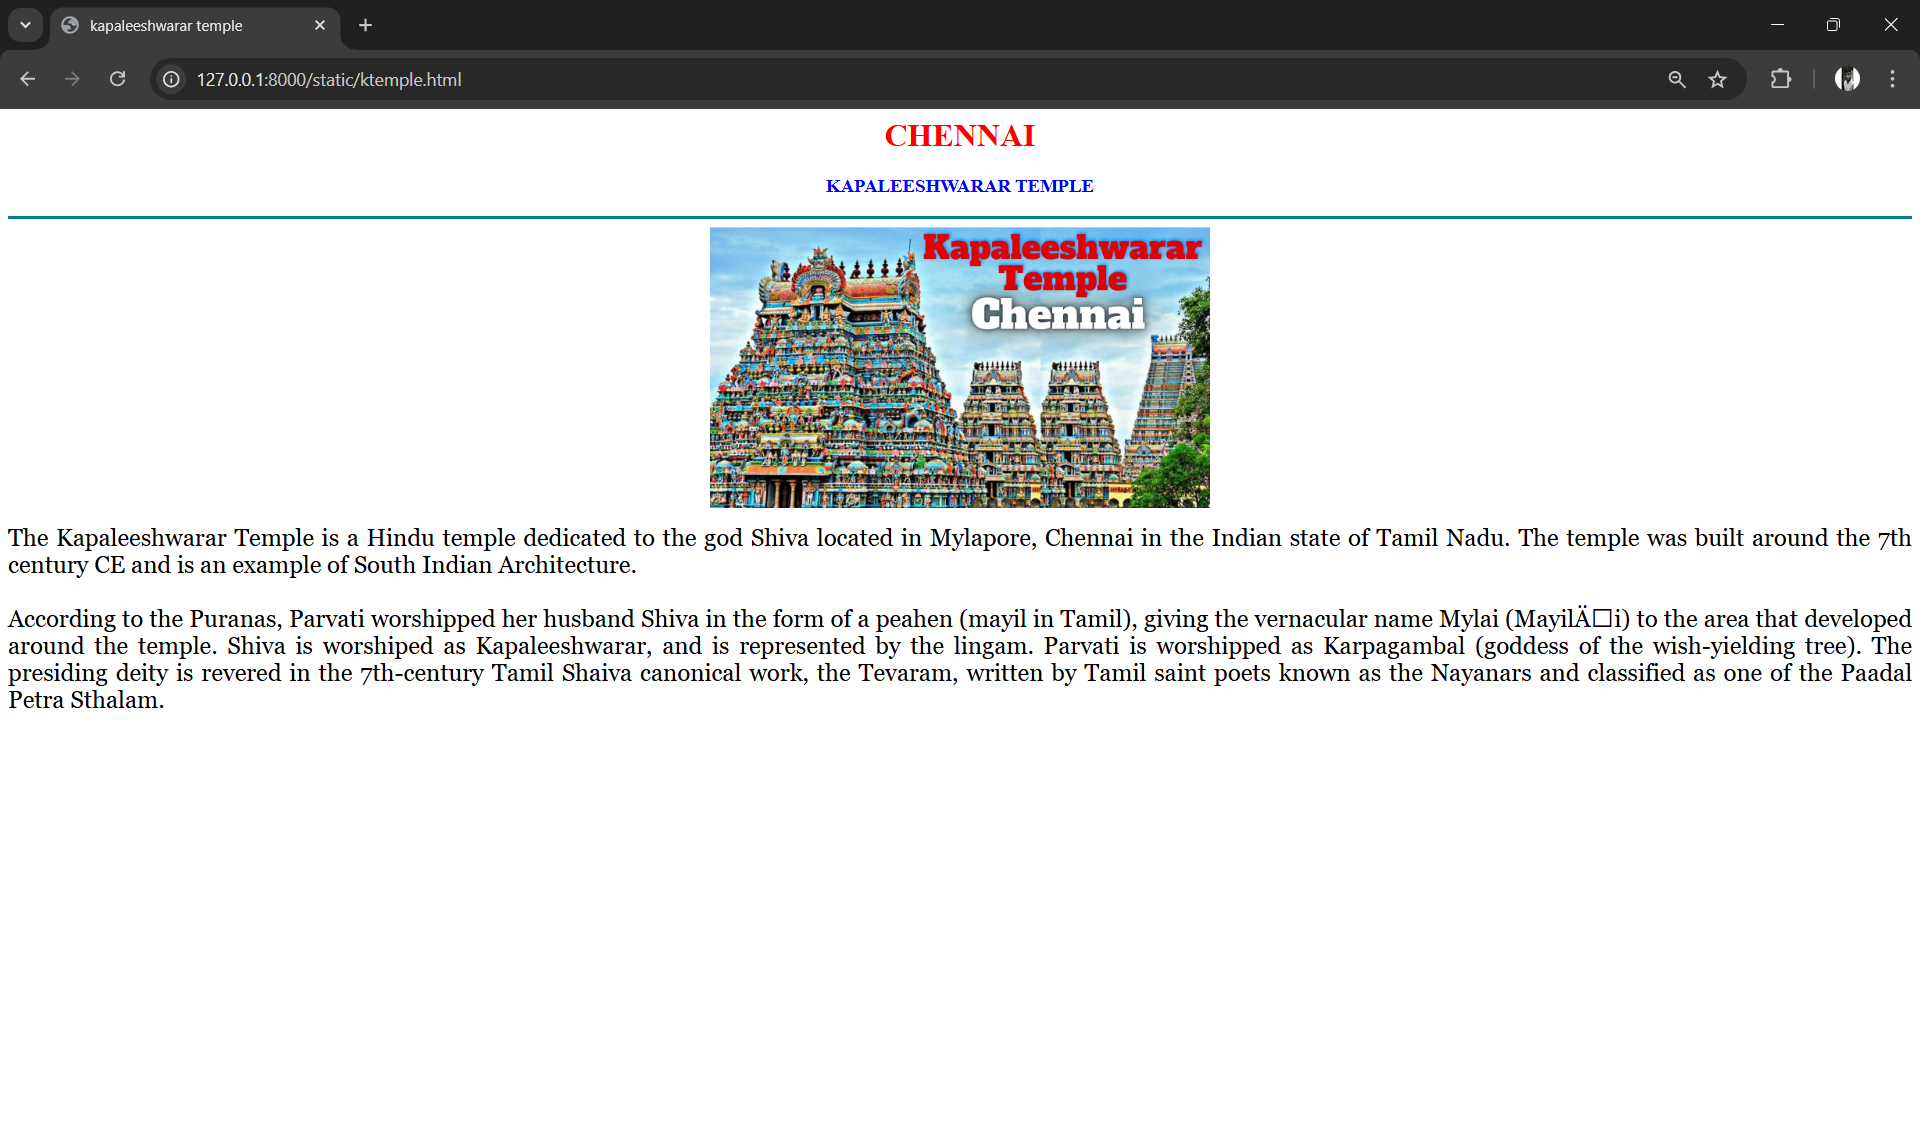 kapaleeshwarar temple
127.0.0.1:8000/static/ktemple.html
CHENNAI
KAPALEESHWARAR TEMPLE
Kapaleeshwarar
Temple
Chennai
The Kapaleeshwarar Temple is a Hindu temple dedicated to the god Shiva located in Mylapore, Chennai in the Indian state of Tamil Nadu. The temple was built around the 7th
century CE and is an example of South Indian Architecture.
According to the Puranas, Parvati worshipped her husband Shiva in the form of a peahen (mayil in Tamil), giving the vernacular name Mylai (MayilÄ□i) to the area that developed
around the temple. Shiva is worshiped as Kapaleeshwarar, and is represented by the lingam. Parvati is worshipped as Karpagambal (goddess of the wish-yielding tree). The
presiding deity is revered in the 7th-century Tamil Shaiva canonical work, the Tevaram, written by Tamil saint poets known as the Nayanars and classified as one of the Paadal
Petra Sthalam.